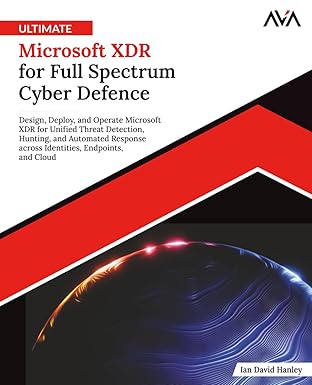 ULTIMATE
AVA
Microsoft XDR
for Full Spectrum
Cyber Defence
Design, Deploy, and Operate Microsoft
XDR for Unified Threat Detection,
Hunting, and Automated Response
across Identities, Endpoints,
and Cloud
Ian David Hanley